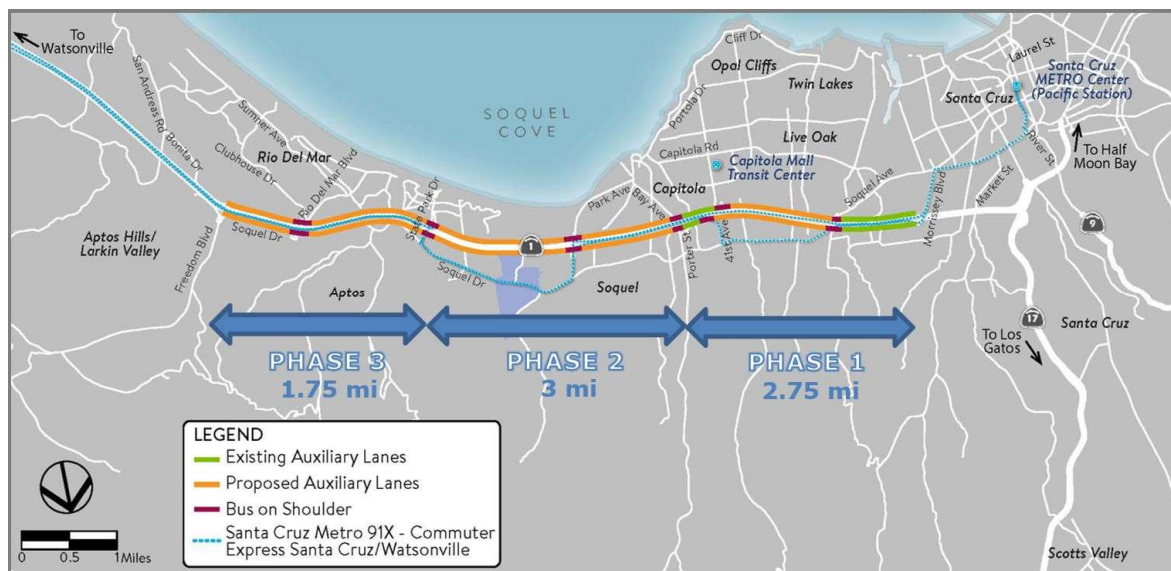 To
Watsonville
San Andreas Rd
Bonita Dr
Sumner Ave
Clubhouse Dr
Rio Del Mar
Rio Del Mar Blvd
Aptos Hills/
Larkin Valley
Freedom Blvd
Soquel Dr
State Park Dr
Aptos
Soquel Dr
SOQUEL
COVE
1
Soquel
Park Ave
Bay Ave
Porter St
41st Ave
Capitola
Capitola Rd
Capitola Mall
Transit Center
Portola Dr
Cliff Dr
Opal Cliffs
Twin Lakes
Live Oak
Soquel Ave
Morrissey Blvd
Market St
River St
Laurel St
Santa Cruz
Santa Cruz
METRO Center
(Pacific Station)
To Half
Moon Bay
9
17
Santa Cruz
To Los
Gatos
Scotts Valley
PHASE 3
1.75 mi
PHASE 2
3 mi
PHASE 1
2.75 mi
LEGEND
Existing Auxiliary Lanes
Proposed Auxiliary Lanes
Bus on Shoulder
Santa Cruz Metro 91X - Commuter
Express Santa Cruz/Watsonville
0 0.5 1 Miles